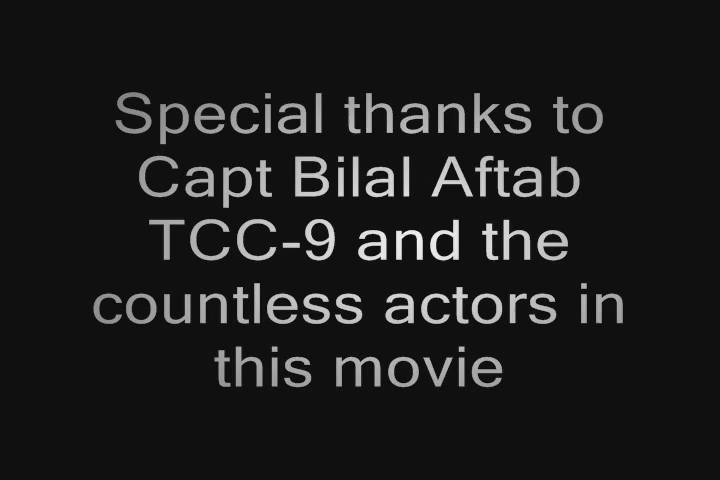 Special thanks to
Capt Bilal Aftab
TCC-9 and the
countless actors in
this movie